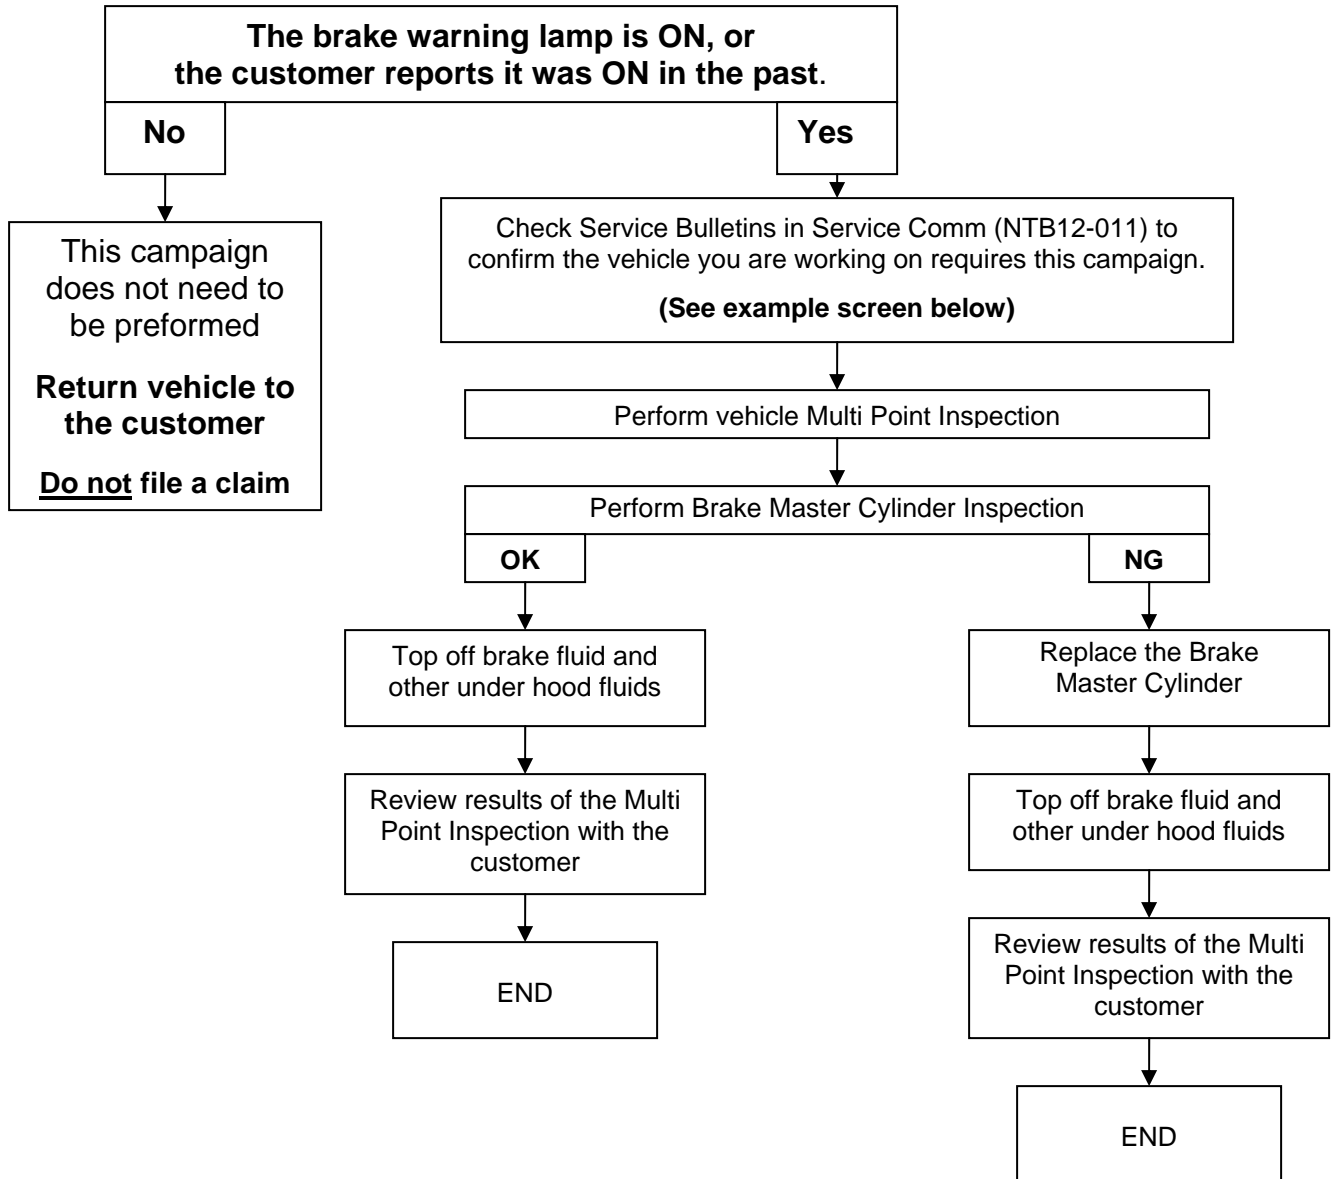 The brake warning lamp is ON, or
the customer reports it was ON in the past.
No
Yes
This campaign
does not need to
be preformed
Return vehicle to
the customer
Do not file a claim
Check Service Bulletins in Service Comm (NTB12-011) to
confirm the vehicle you are working on requires this campaign.
(See example screen below)
Perform vehicle Multi Point Inspection
Perform Brake Master Cylinder Inspection
OK
NG
Top off brake fluid and
other under hood fluids
Review results of the Multi
Point Inspection with the
customer
END
Replace the Brake
Master Cylinder
Top off brake fluid and
other under hood fluids
Review results of the Multi
Point Inspection with the
customer
END